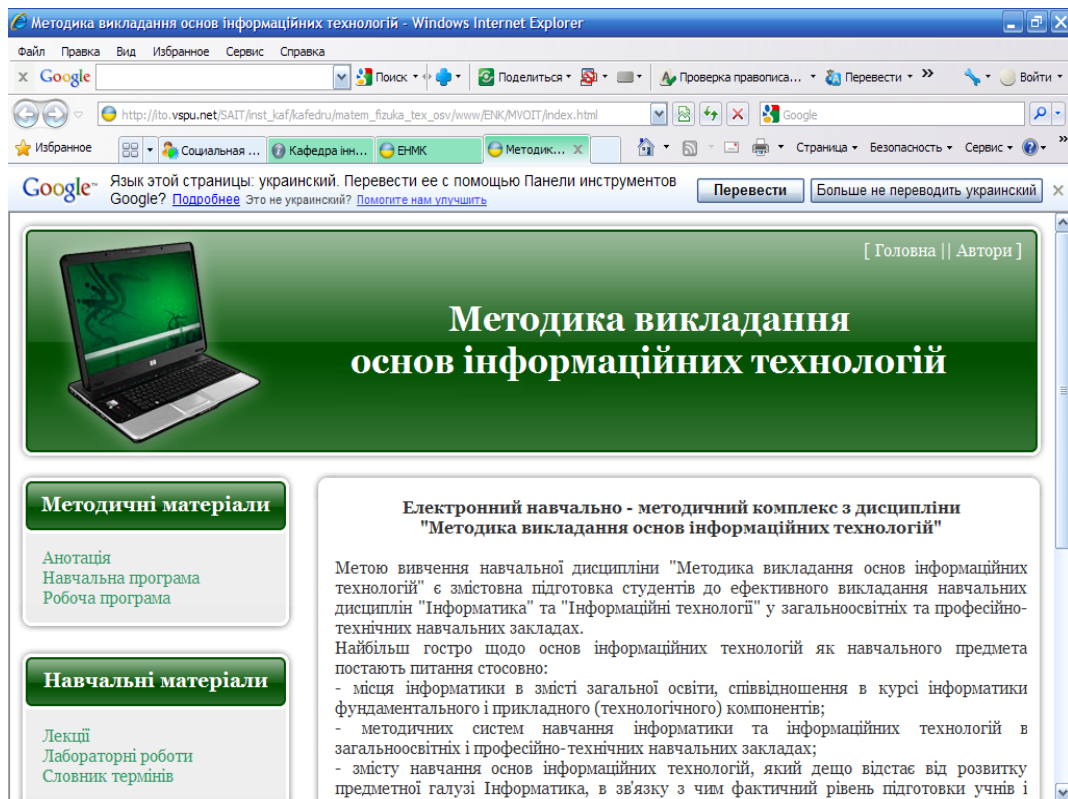 Методика викладання основ інформаційних технологій - Windows Internet Explorer
Файл Правка Вид Избранное Сервис Справка
x Google Поиск Поделиться Проверка правописа... Перевести » Войти
http://ito.vspu.net/SAIT/inst_kaf/kafedru/matem_fizuka_tex_osv/www/ENK/MVOIT/index.html Google
Избранное Социальная ... Кафедра інн... ЕНМК Методик... x Страница Безопасность Сервис »
Google Язык этой страницы: украинский. Перевести ее с помощью Панели инструментов Перевести Больше не переводить украинский x
Google? Подробнее Это не украинский? Помогите нам улучшить
[ Головна || Автори ]
Методика викладання
основ інформаційних технологій
hp
Методичні матеріали
Анотація
Навчальна програма
Робоча програма
Навчальні матеріали
Лекції
Лабораторні роботи
Словник термінів
Електронний навчально - методичний комплекс з дисципліни
"Методика викладання основ інформаційних технологій"
Метою вивчення навчальної дисципліни "Методика викладання основ інформаційних
технологій" є змістовна підготовка студентів до ефективного викладання навчальних
дисциплін "Інформатика" та "Інформаційні технології" у загальноосвітніх та професійно-
технічних навчальних закладах.
Найбільш гостро щодо основ інформаційних технологій як навчального предмета
постають питання стосовно:
- місця інформатики в змісті загальної освіти, співвідношення в курсі інформатики
фундаментального і прикладного (технологічного) компонентів;
- методичних систем навчання інформатики та інформаційних технологій в
загальноосвітніх і професійно-технічних навчальних закладах;
- змісту навчання основ інформаційних технологій, який дещо відстає від розвитку
предметної галузі Інформатика, в зв'язку з чим фактичний рівень підготовки учнів і